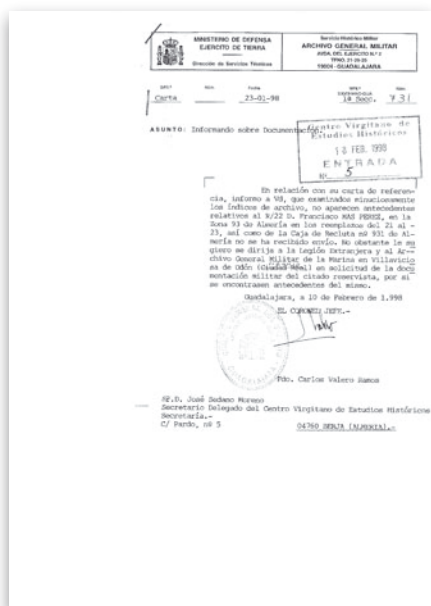 MINISTERIO DE DEFENSA
EJERCITO DE TIERRA
Dirección de Servicios Técnicos
Servicio Histórico Militar
ARCHIVO GENERAL MILITAR
AVDA. DEL EJERCITO N.º 2
19004 - GUADALAJARA
Carta
23-01-98
1ª Secc.
731
ASUNTO: Informando sobre Documentación.
Centro Virgitano de
Estudios Históricos
18 FEB. 1998
ENTRADA
Nº 5
En relación con su carta de referen-
cia, informo a Vd, que examinados minuciosamente
los índices de archivo, no aparecen antecedentes
relativos al R/22 D. Francisco MAS PEREZ, en la
Zona 93 de Almería en los reemplazos del 21 al -
23, así como de la Caja de Recluta nº 931 de Al-
mería no se ha recibido envío. No obstante le su
giero se dirija a la Legión Extranjera y al Ar--
chivo General Militar de la Marina en Villavicio
sa de Odón (Ciudad Real) en solicitud de la docu
mentación militar del citado reservista, por si
se encontrasen antecedentes del mismo.
Guadalajara, a 10 de Febrero de 1.998
EL CORONEL JEFE.-
Fdo. Carlos Valero Ramos
SR.D. José Sedano Moreno
Secretario Delegado del Centro Virgitano de Estudios Históricos
Secretaría.-
C/ Pardo, nº 5
04760 BERJA (ALMERIA).-